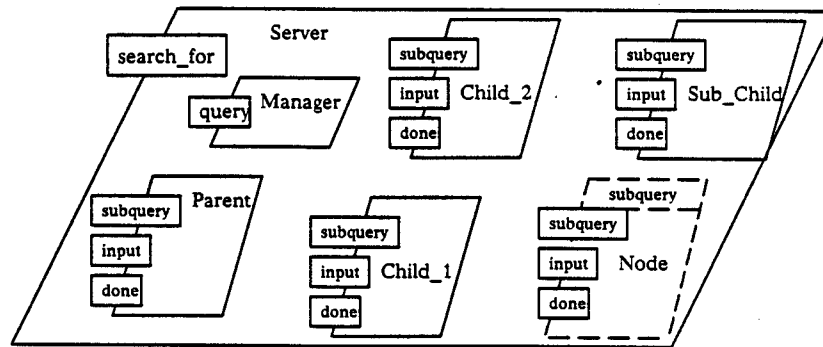 Server
search_for
subquery
input
Child_2
done
subquery
input
Sub_Child
done
query
Manager
subquery
Parent
input
done
subquery
input
Child_1
done
subquery
subquery
input
Node
done